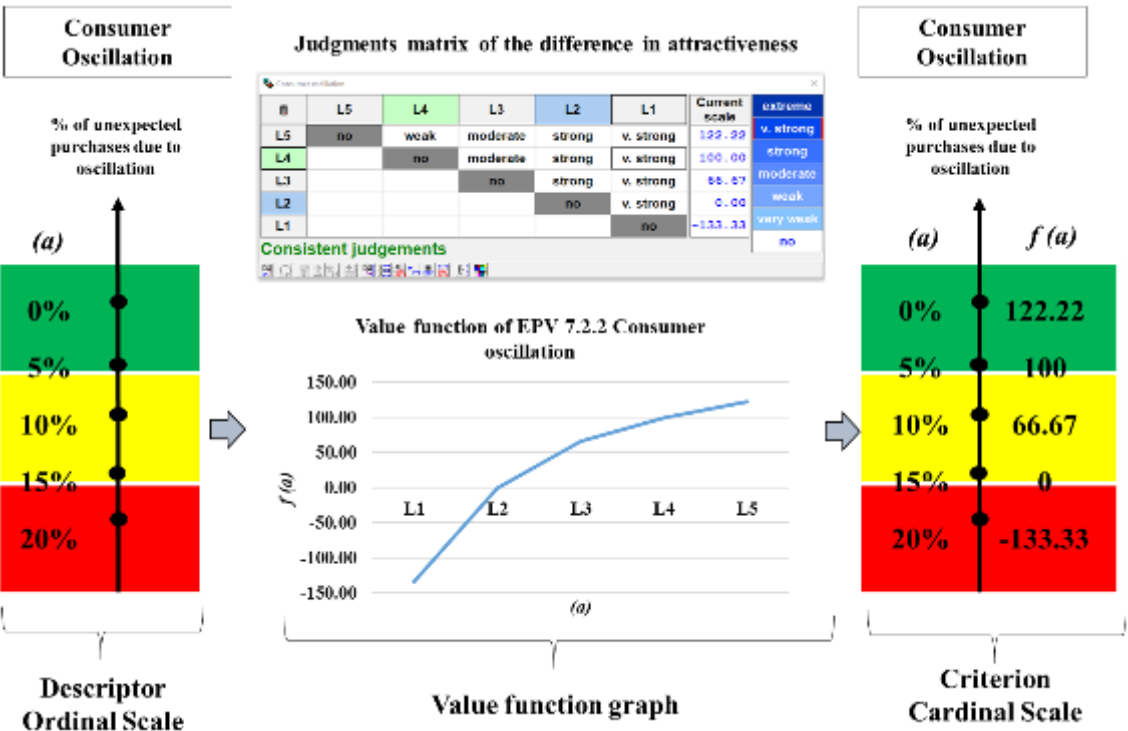 Consumer
Oscillation
% of unexpected
purchases due to
oscillation
(a)
0%
5%
10%
15%
20%
Descriptor
Ordinal Scale
Judgments matrix of the difference in attractiveness
Consumer oscillation
L5 L4 L3 L2 L1 Current scale
L5 no weak moderate strong v. strong 122.22
L4 no moderate strong v. strong 100.00
L3 no strong v. strong 66.67
L2 no v. strong 0.00
L1 no -133.33
extreme
v. strong
strong
moderate
weak
very weak
no
Consistent judgements
Value function of EPV 7.2.2 Consumer
oscillation
150.00
100.00
50.00
0.00
-50.00
-100.00
-150.00
f (a)
L1 L2 L3 L4 L5
(a)
Value function graph
Consumer
Oscillation
% of unexpected
purchases due to
oscillation
(a) f (a)
0% 122.22
5% 100
10% 66.67
15% 0
20% -133.33
Criterion
Cardinal Scale